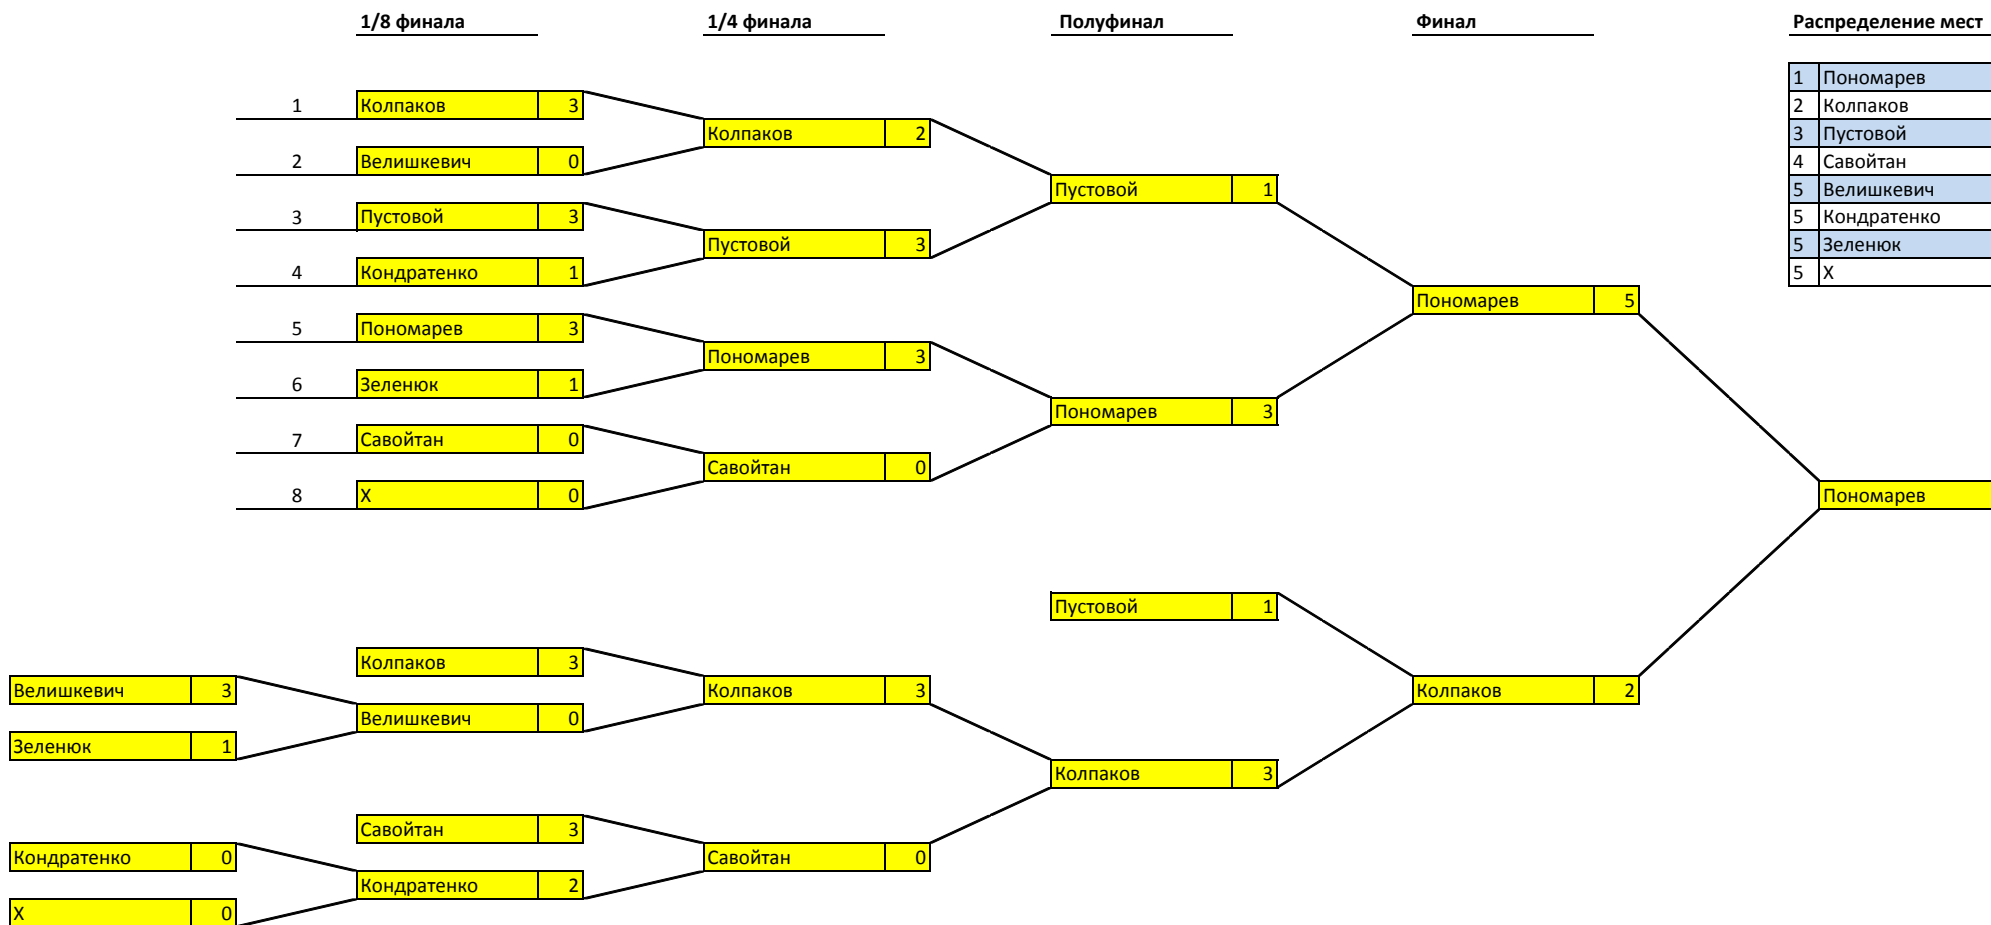 1/8 финала 1/4 финала Полуфинал Финал Распределение мест
1 Пономарев
1 Колпаков 3 2 Колпаков
Колпаков 2 3 Пустовой
2 Велишкевич 0 4 Савойтан
Пустовой 1 5 Велишкевич
3 Пустовой 3 5 Кондратенко
Пустовой 3 5 Зеленюк
4 Кондратенко 1 5 Х
Пономарев 5
5 Пономарев 3
Пономарев 3
6 Зеленюк 1
Пономарев 3
7 Савойтан 0
Савойтан 0
8 Х 0 Пономарев
Пустовой 1
Колпаков 3
Велишкевич 3 Колпаков 3 Колпаков 2
Велишкевич 0
Зеленюк 1
Колпаков 3
Савойтан 3
Кондратенко 0 Савойтан 0
Кондратенко 2
Х 0